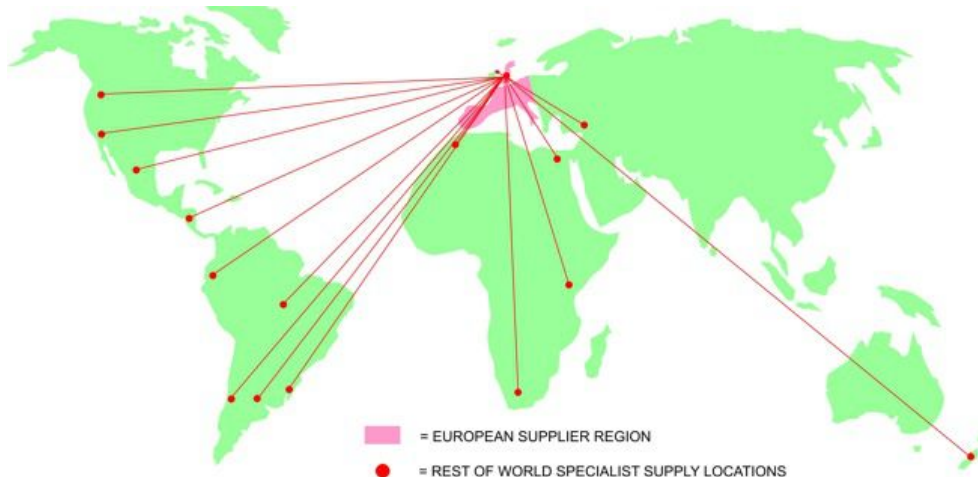 = EUROPEAN SUPPLIER REGION
= REST OF WORLD SPECIALIST SUPPLY LOCATIONS